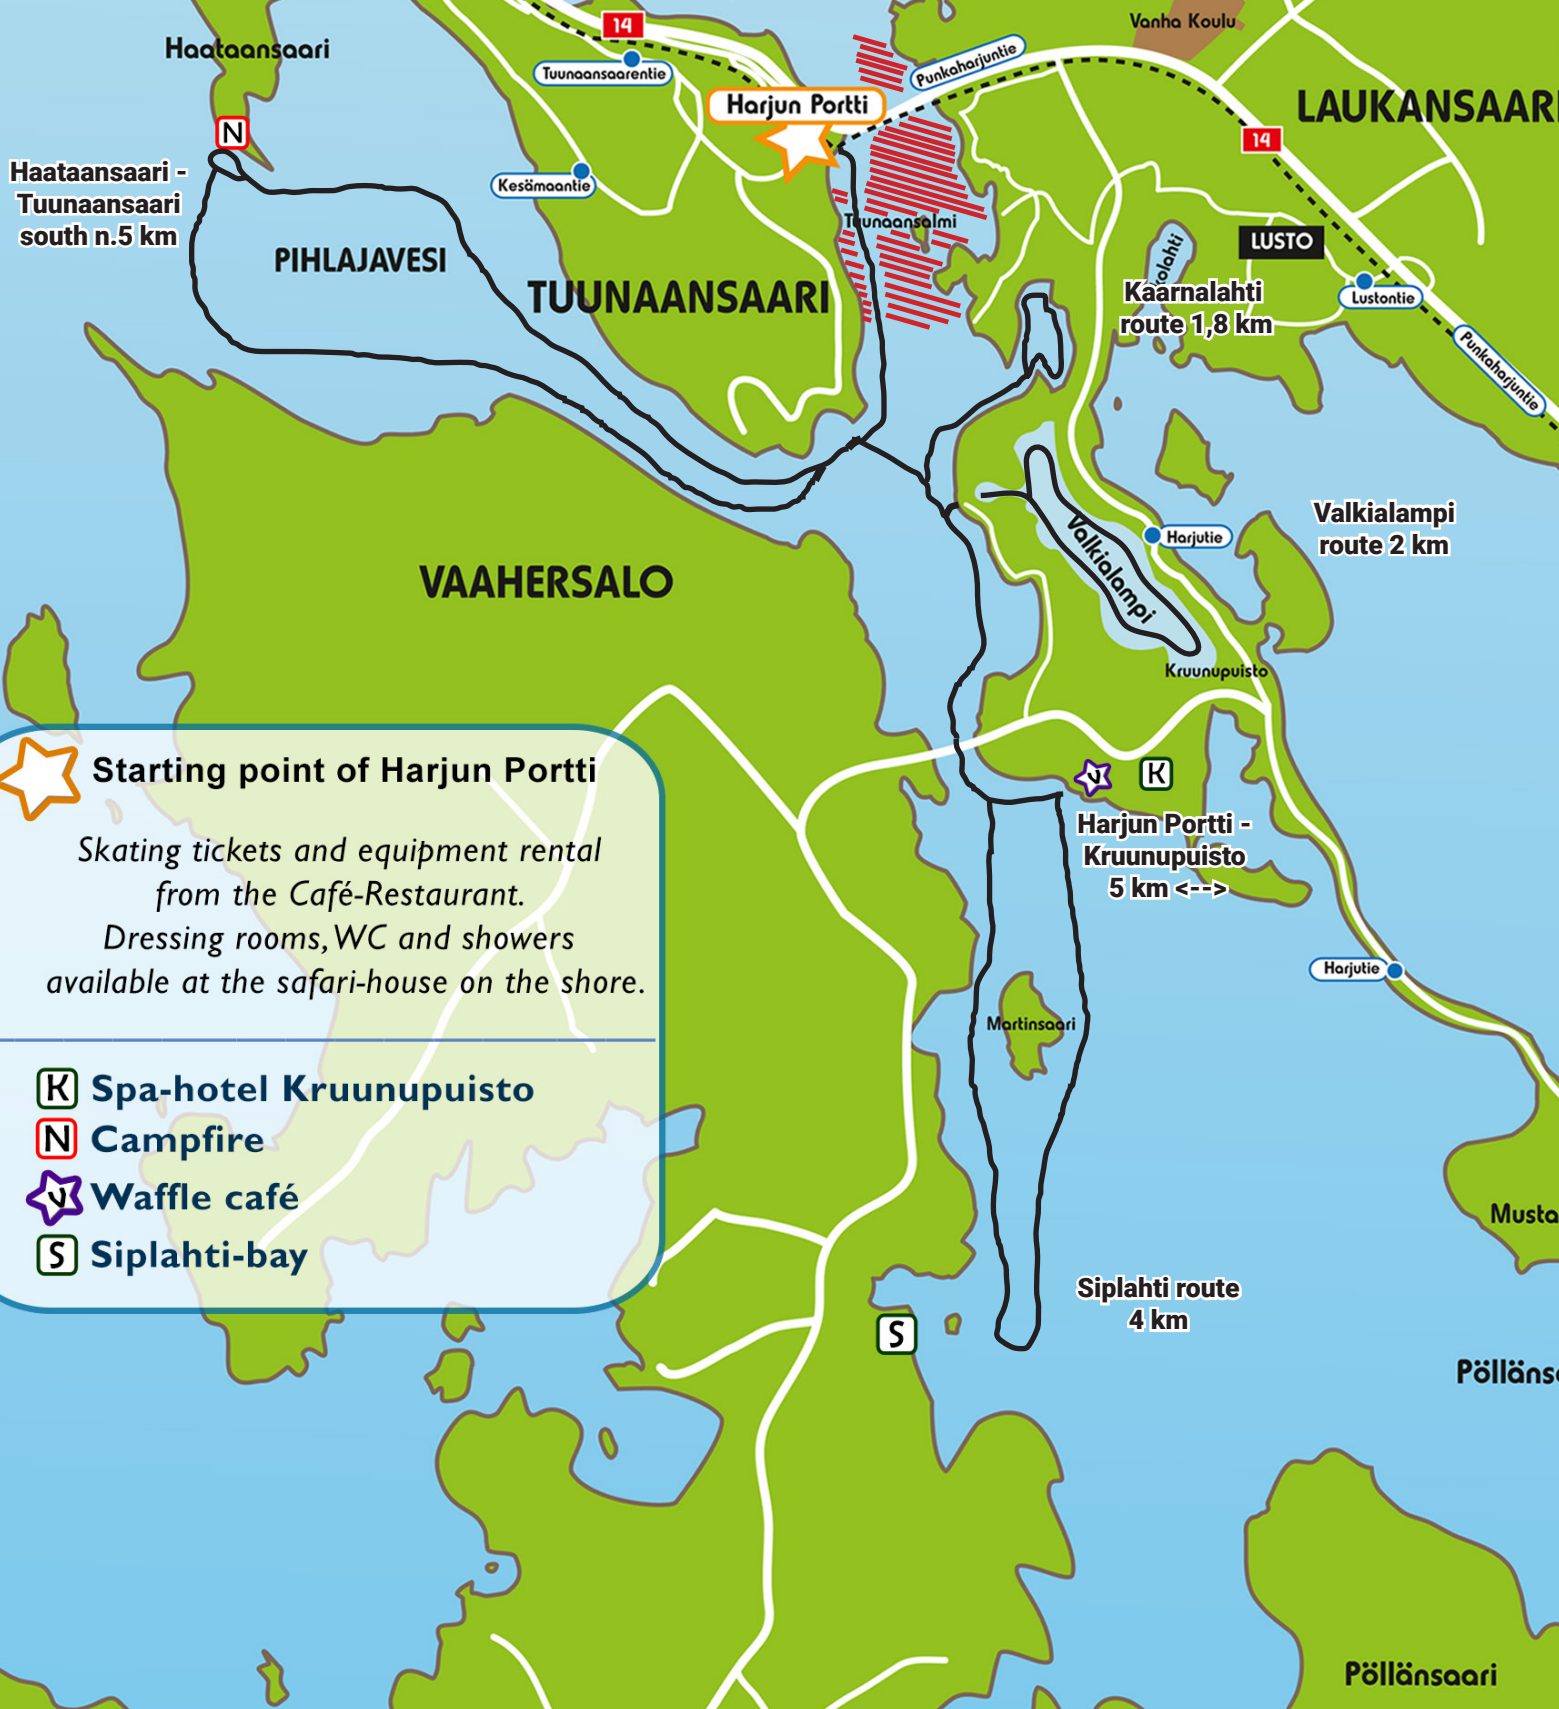 14
Vanha Koulu
Haataansaari
Punkaharjuntie
Tuunaansaarentie
Harjun Portti
LAUKANSAARI
N
14
Haataansaari -
Tuunaansaari
south n.5 km
Kesämaantie
Tuunaansalmi
LUSTO
PIHLAJAVESI
TUUNAANSAARI
Kaarnalahti
route 1,8 km
Lustontie
Punkaharjuntie
Valkialampi
route 2 km
Harjutie
Valkialampi
VAAHERSALO
Kruunupuisto
V
K
Harjun Portti -
Kruunupuisto
5 km <-->
Harjutie
Martinsaari
Starting point of Harjun Portti
Skating tickets and equipment rental
from the Café-Restaurant.
Dressing rooms, WC and showers
available at the safari-house on the shore.
K Spa-hotel Kruunupuisto
N Campfire
V Waffle café
S Siplahti-bay
Musta
Siplahti route
4 km
S
Pölläns
Pöllänsaari